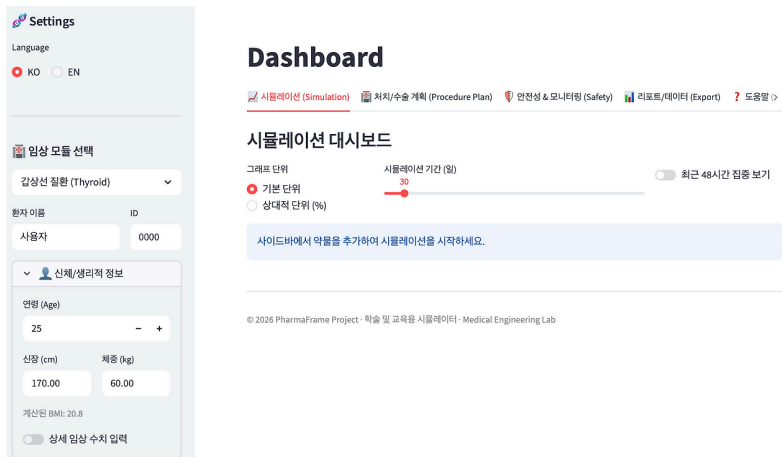 Settings
Language
KO EN
임상 모듈 선택
갑상선 질환 (Thyroid)
환자 이름 ID
사용자 0000
신체/생리적 정보
연령 (Age)
25 − +
신장 (cm) 체중 (kg)
170.00 60.00
계산된 BMI: 20.8
상세 임상 수치 입력
Dashboard
시뮬레이션 (Simulation) 처치/수술 계획 (Procedure Plan) 안전성 & 모니터링 (Safety) 리포트/데이터 (Export) ? 도움말 (
시뮬레이션 대시보드
그래프 단위 시뮬레이션 기간 (일)
30
기본 단위
상대적 단위 (%)
최근 48시간 집중 보기
사이드바에서 약물을 추가하여 시뮬레이션을 시작하세요.
© 2026 PharmaFrame Project · 학술 및 교육용 시뮬레이터 · Medical Engineering Lab